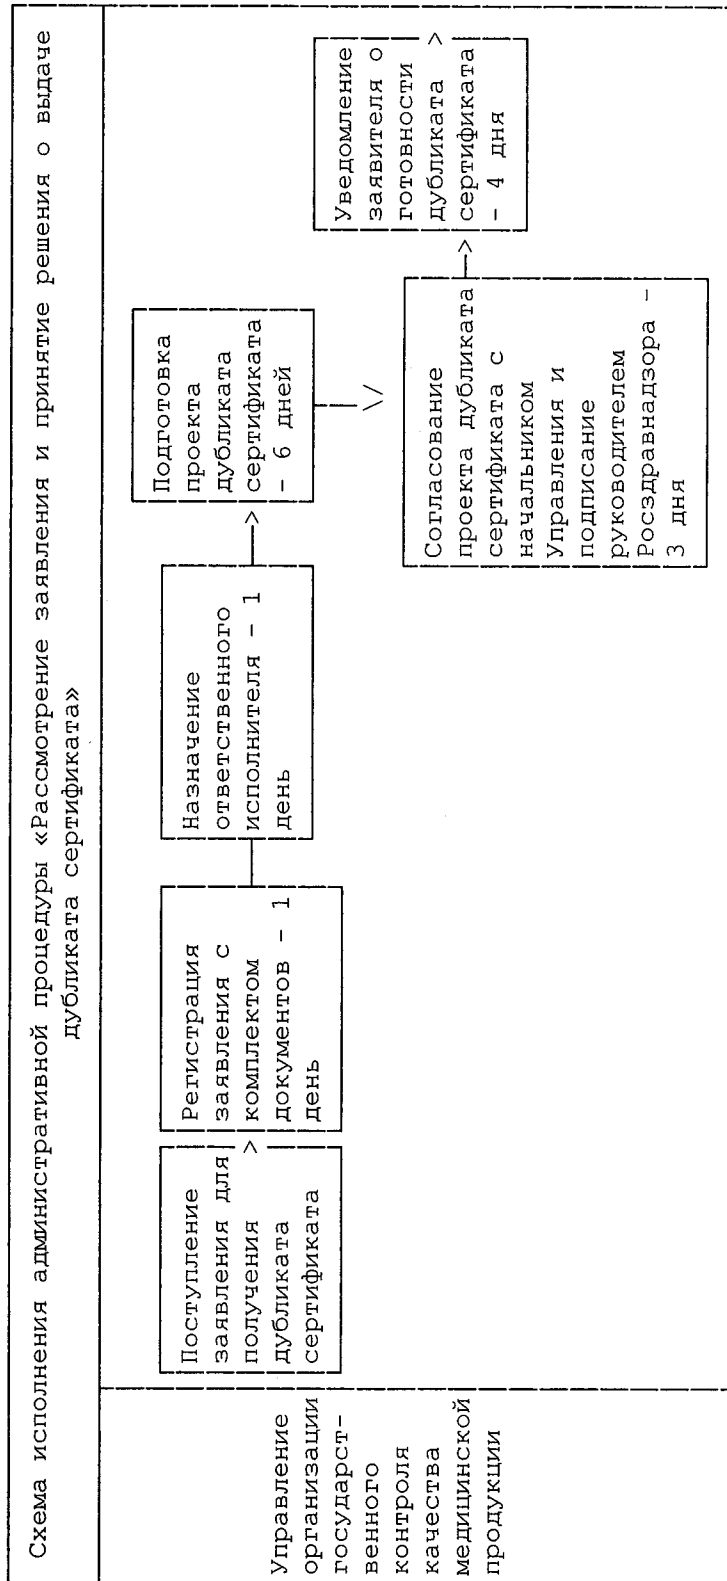 Схема исполнения административной процедуры «Рассмотрение заявления и принятие решения о выдаче
дубликата сертификата»
Управление
организации
государст-
венного
контроля
качества
медицинской
продукции
Поступление
заявления для
получения >
дубликата
сертификата
Регистрация
заявления с
комплектом
документов – 1
день
Назначение
ответственного
исполнителя – 1
день
Подготовка
проекта
дубликата
сертификата
– 6 дней
Согласование
проекта дубликата
сертификата с
начальником
Управления и
подписание
руководителем
Росздравнадзора –
3 дня
Уведомление
заявителя о
готовности
дубликата >
сертификата
– 4 дня